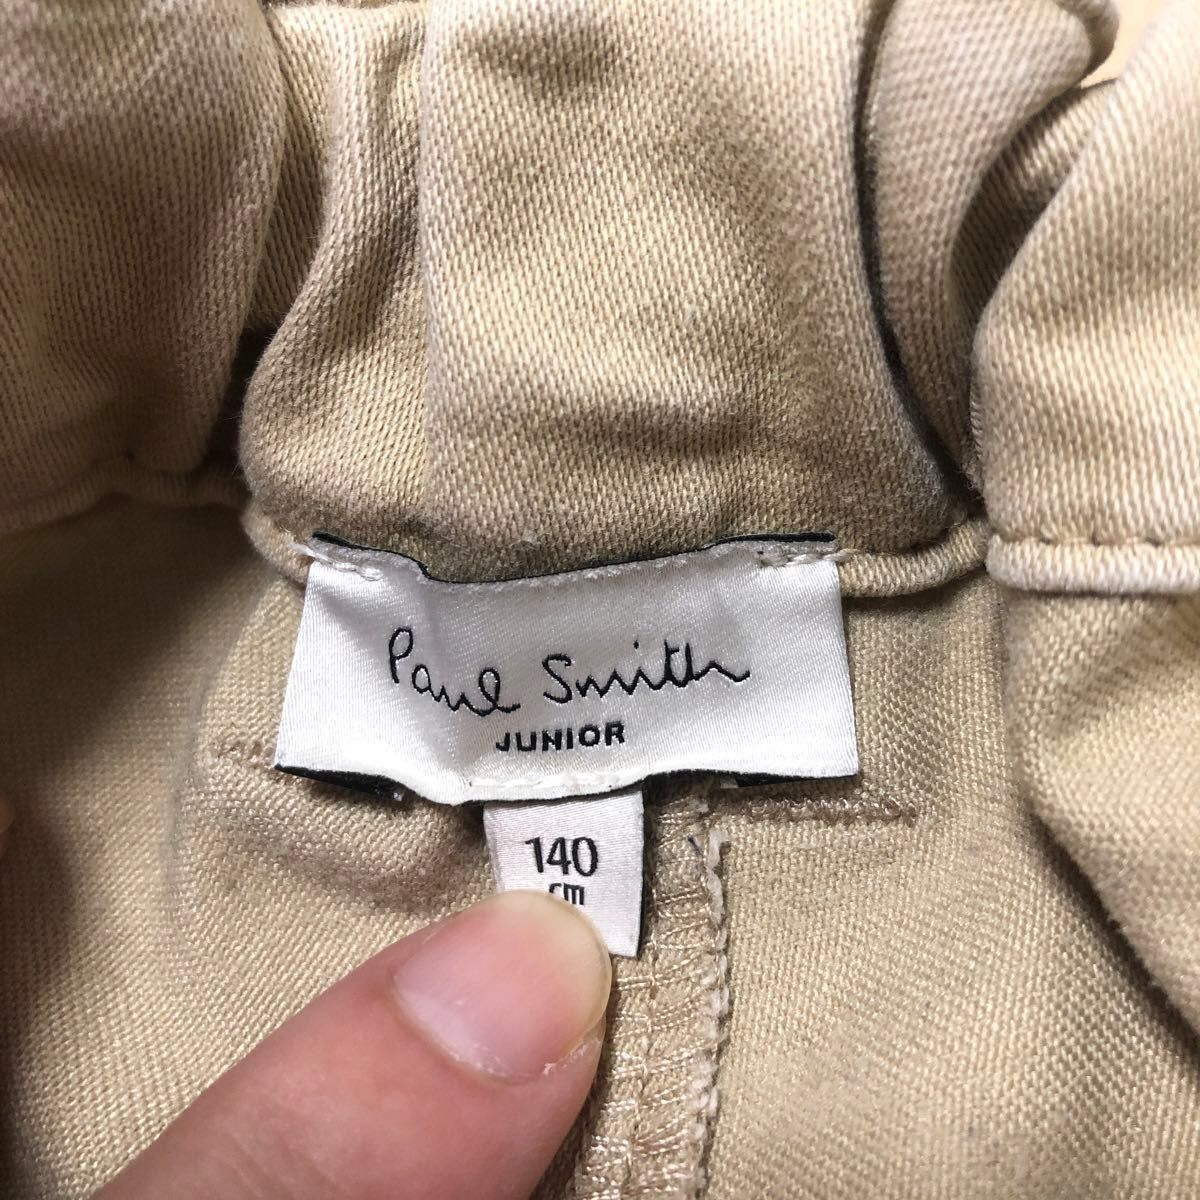 Paul Smith
JUNIOR
140
cm